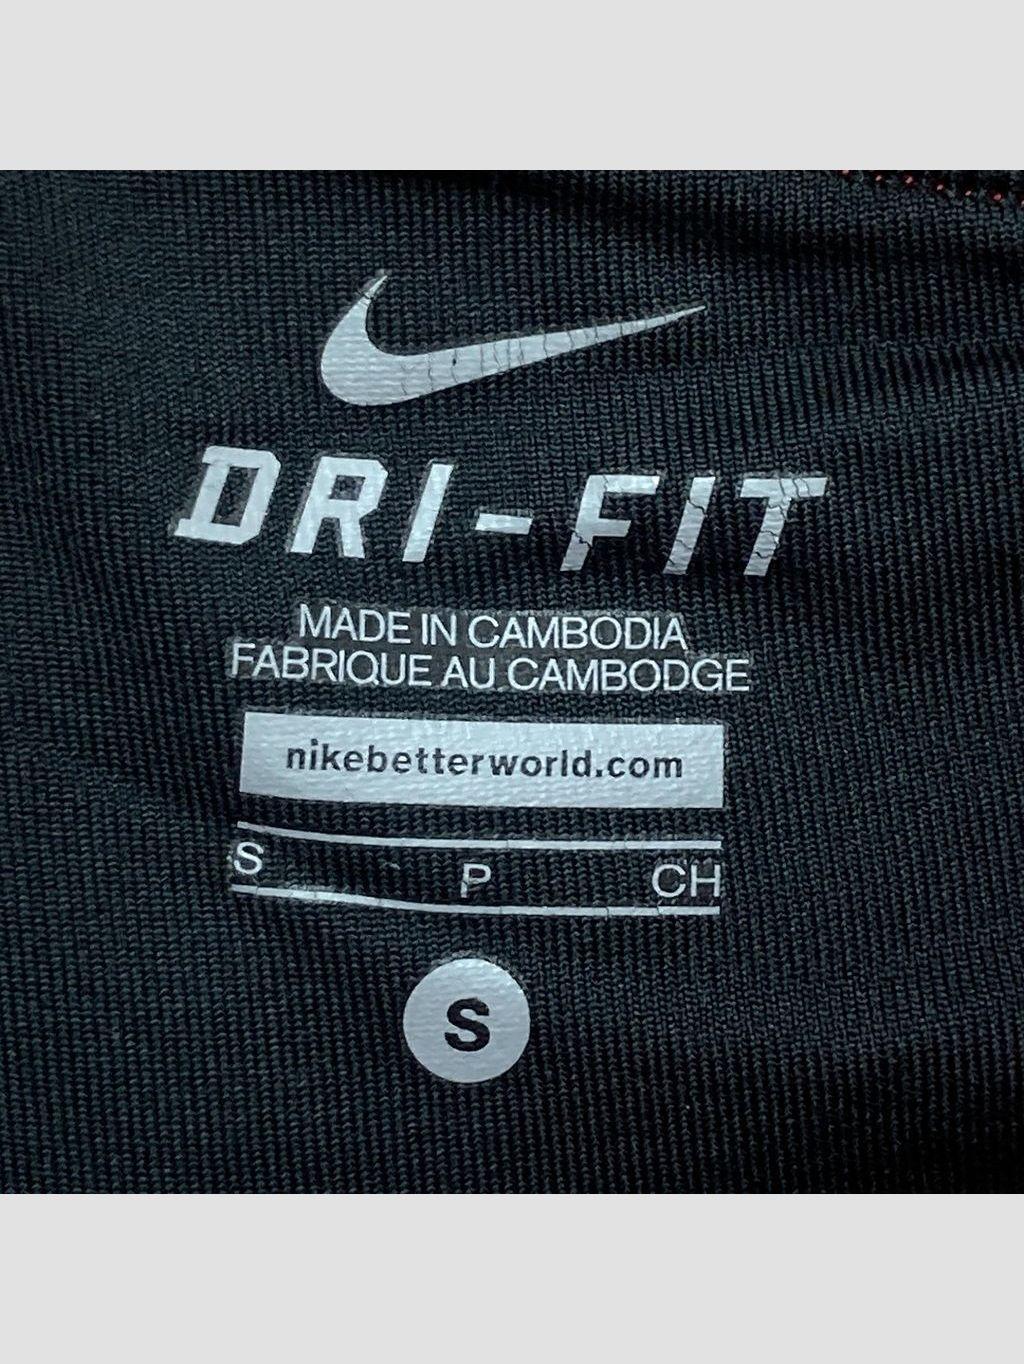 DRI-FIT
MADE IN CAMBODIA
FABRIQUE AU CAMBODGE
nikebetterworld.com
S P CH
S